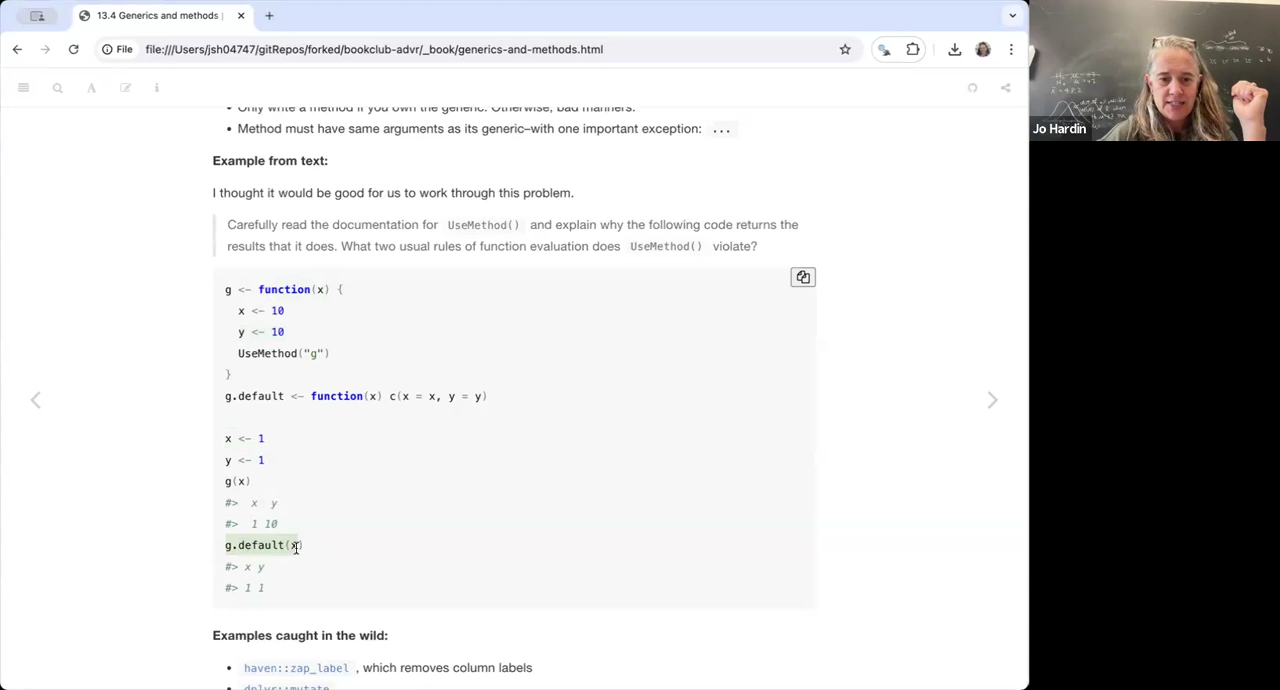 13.4 Generics and methods |
File
file:///Users/jsh04747/gitRepos/forked/bookclub-advr/_book/generics-and-methods.html
Jo Hardin
• Only write a method if you own the generic. Otherwise, bad manners.
• Method must have same arguments as its generic–with one important exception: ...
Example from text:
I thought it would be good for us to work through this problem.
Carefully read the documentation for UseMethod() and explain why the following code returns the
results that it does. What two usual rules of function evaluation does UseMethod() violate?
g <- function(x) {
x <- 10
y <- 10
UseMethod("g")
}
g.default <- function(x) c(x = x, y = y)
x <- 1
y <- 1
g(x)
#> x y
#> 1 10
g.default(x)
#> x y
#> 1 1
Examples caught in the wild:
• haven::zap_label, which removes column labels
• dplyr::mutate